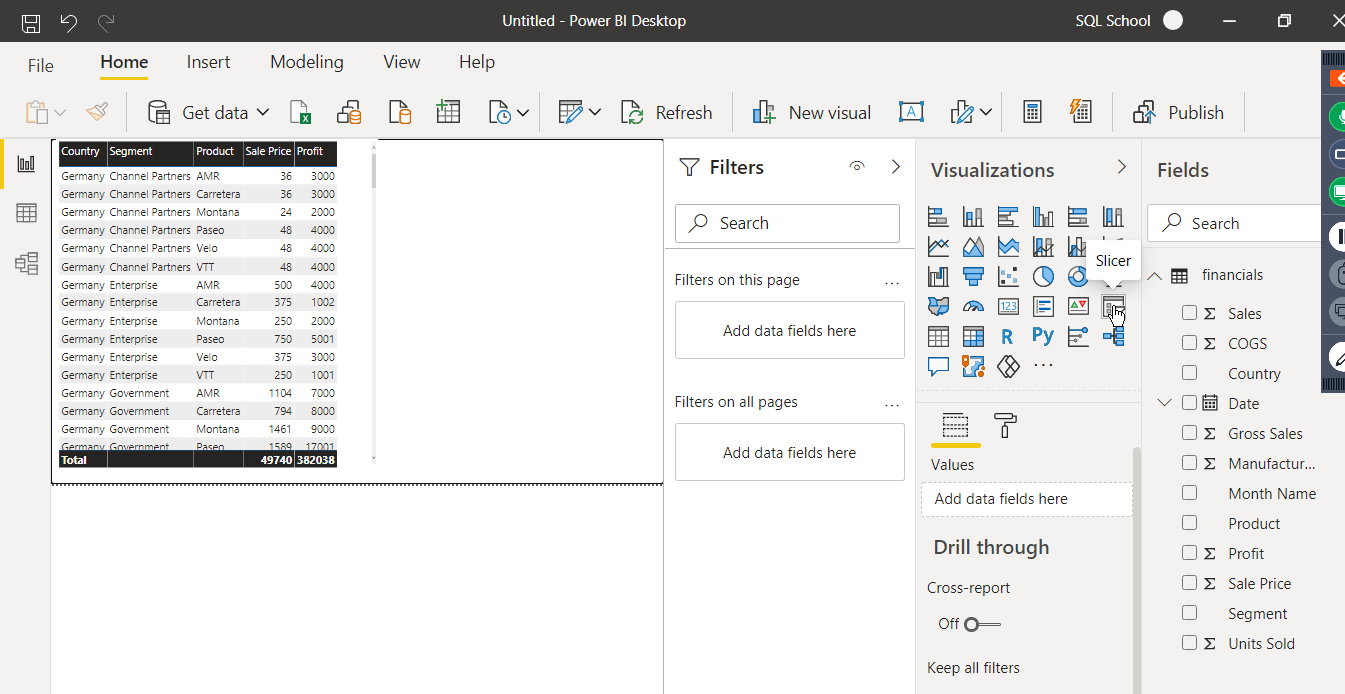 Untitled - Power BI Desktop
SQL School
File Home Insert Modeling View Help
Get data
Refresh
New visual
A
Publish
Country Segment Product Sale Price Profit
Germany Channel Partners AMR 36 3000
Germany Channel Partners Carretera 36 3000
Germany Channel Partners Montana 24 2000
Germany Channel Partners Paseo 48 4000
Germany Channel Partners Velo 48 4000
Germany Channel Partners VTT 48 4000
Germany Enterprise AMR 500 4000
Germany Enterprise Carretera 375 1002
Germany Enterprise Montana 250 2000
Germany Enterprise Paseo 750 5001
Germany Enterprise Velo 375 3000
Germany Enterprise VTT 250 1001
Germany Government AMR 1104 7000
Germany Government Carretera 794 8000
Germany Government Montana 1461 9000
Germany Government Paseo 1589 17001
Total 49740 382038
Filters
Search
Filters on this page ...
Add data fields here
Filters on all pages ...
Add data fields here
Visualizations
Slicer
123
R Py
...
Values
Add data fields here
Drill through
Cross-report
Off
Keep all filters
Fields
Search
financials
Σ Sales
Σ COGS
Country
Date
Σ Gross Sales
Σ Manufactur...
Month Name
Product
Σ Profit
Σ Sale Price
Segment
Σ Units Sold